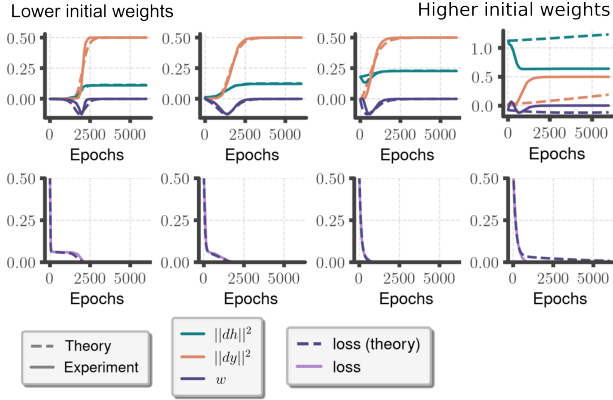 Lower initial weights
Higher initial weights
0.50
0.25
0.00
0 2500 5000
Epochs
0.50
0.25
0.00
0 2500 5000
Epochs
0.50
0.25
0.00
0 2500 5000
Epochs
1.0
0.5
0.0
0 2500 5000
Epochs
0.50
0.25
0.00
0 2500 5000
Epochs
0.50
0.25
0.00
0 2500 5000
Epochs
0.50
0.25
0.00
0 2500 5000
Epochs
0.50
0.25
0.00
0 2500 5000
Epochs
Theory
Experiment
||dh||²
||dy||²
w
loss (theory)
loss